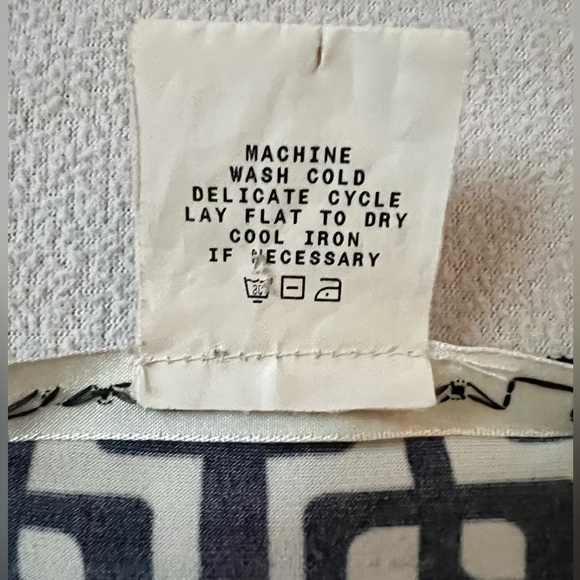 MACHINE
WASH COLD
DELICATE CYCLE
LAY FLAT TO DRY
COOL IRON
IF NECESSARY